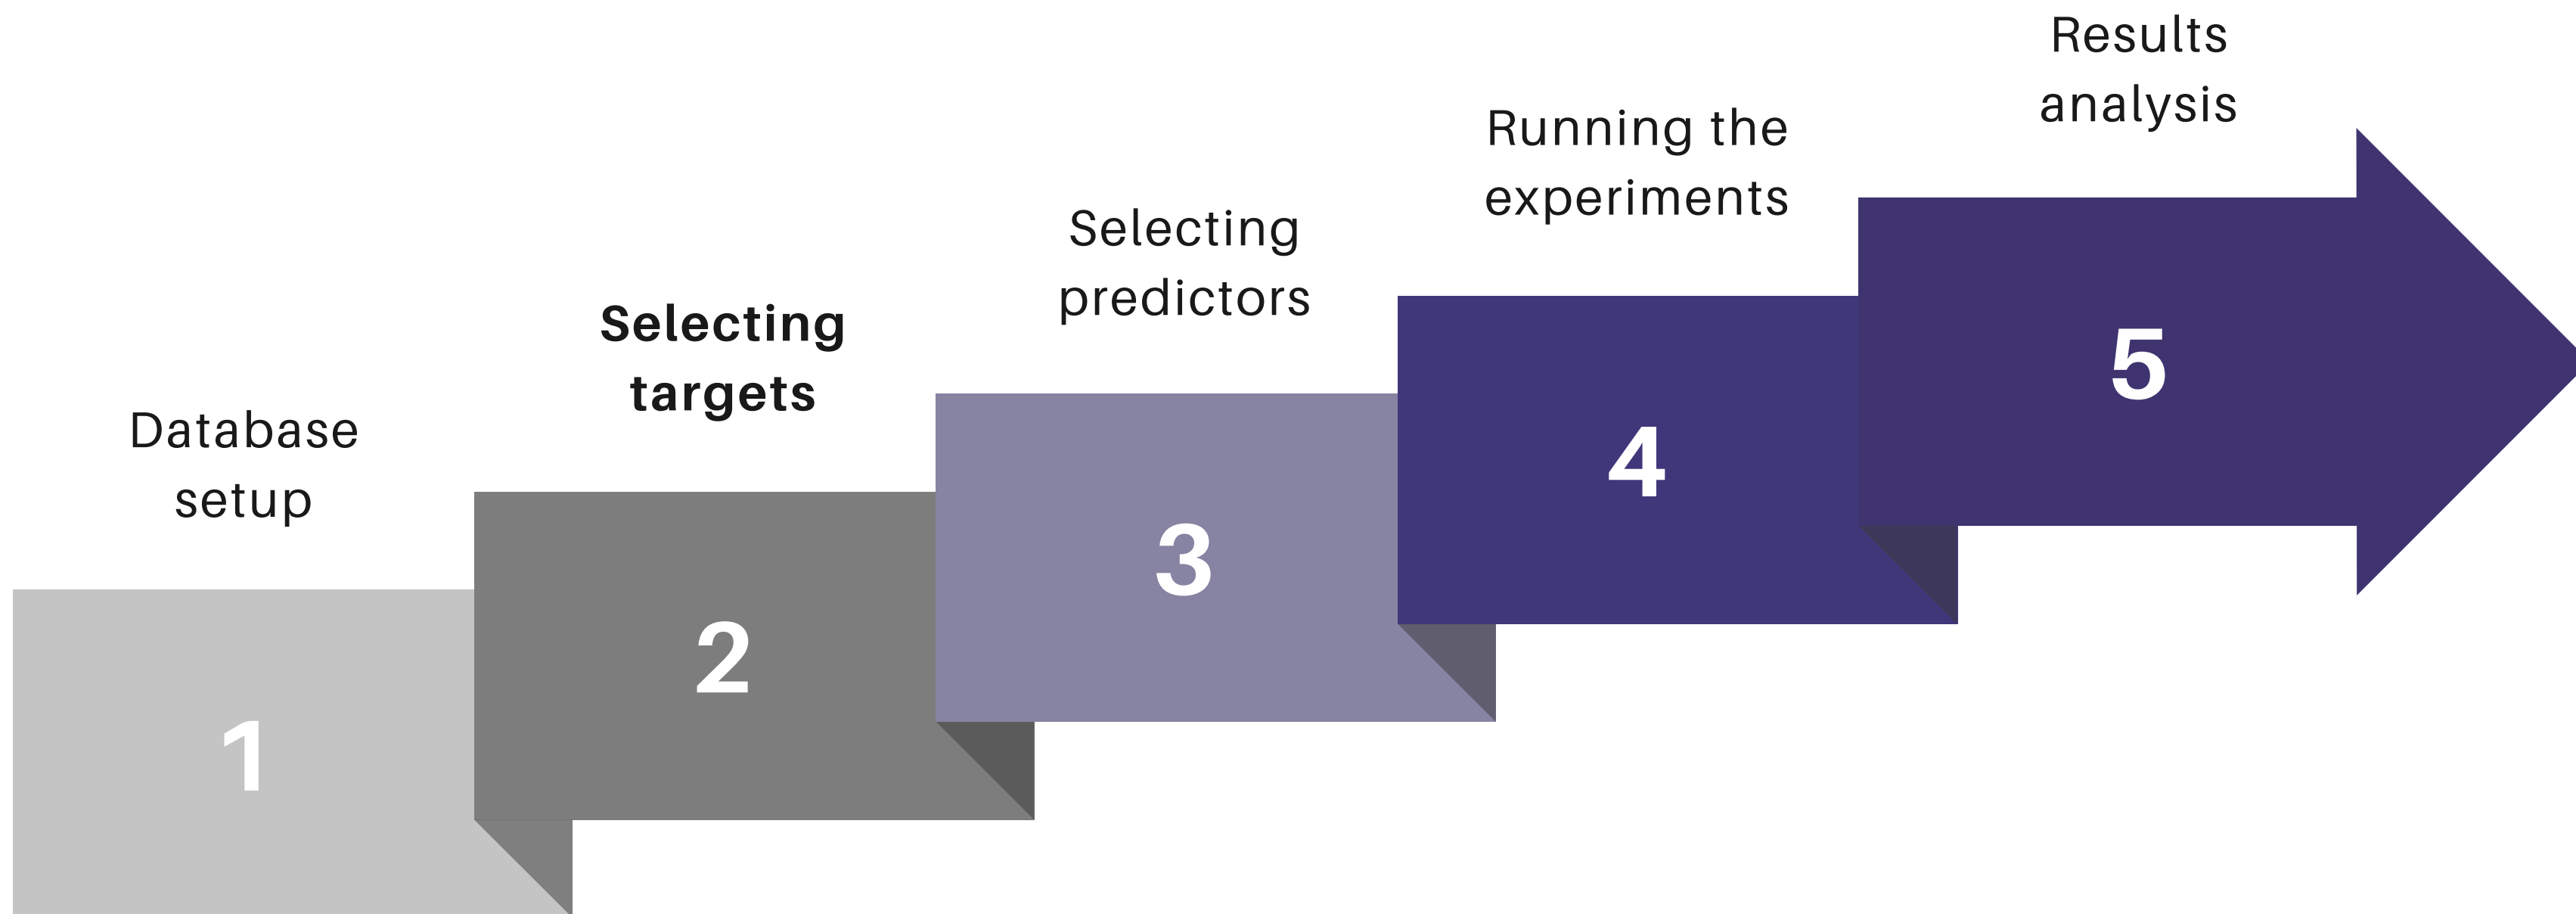 Database
setup
1
Selecting
targets
2
Selecting
predictors
3
Running the
experiments
4
Results
analysis
5